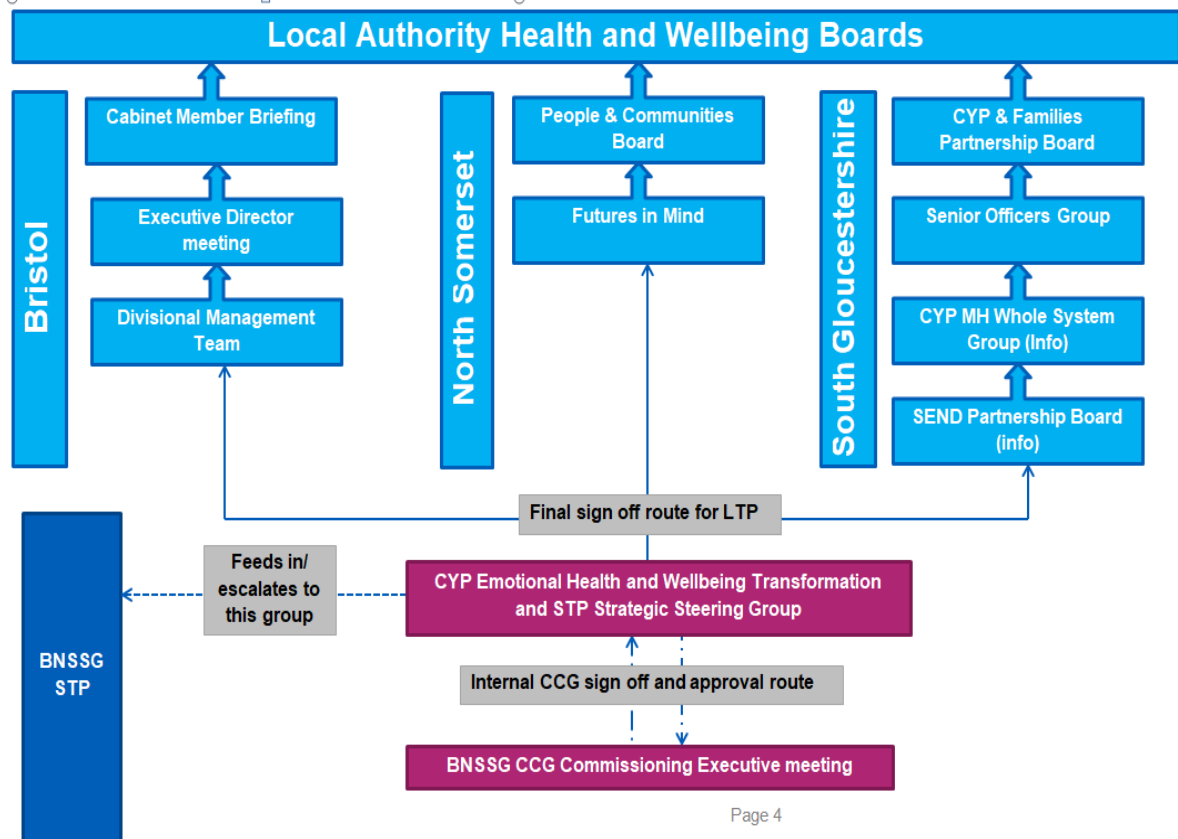 Local Authority Health and Wellbeing Boards
Bristol
Cabinet Member Briefing
Executive Director
meeting
Divisional Management
Team
North Somerset
People & Communities
Board
Futures in Mind
South Gloucestershire
CYP & Families
Partnership Board
Senior Officers Group
CYP MH Whole System
Group (Info)
SEND Partnership Board
(info)
Final sign off route for LTP
Feeds in/
escalates to
this group
CYP Emotional Health and Wellbeing Transformation
and STP Strategic Steering Group
BNSSG
STP
Internal CCG sign off and approval route
BNSSG CCG Commissioning Executive meeting
Page 4